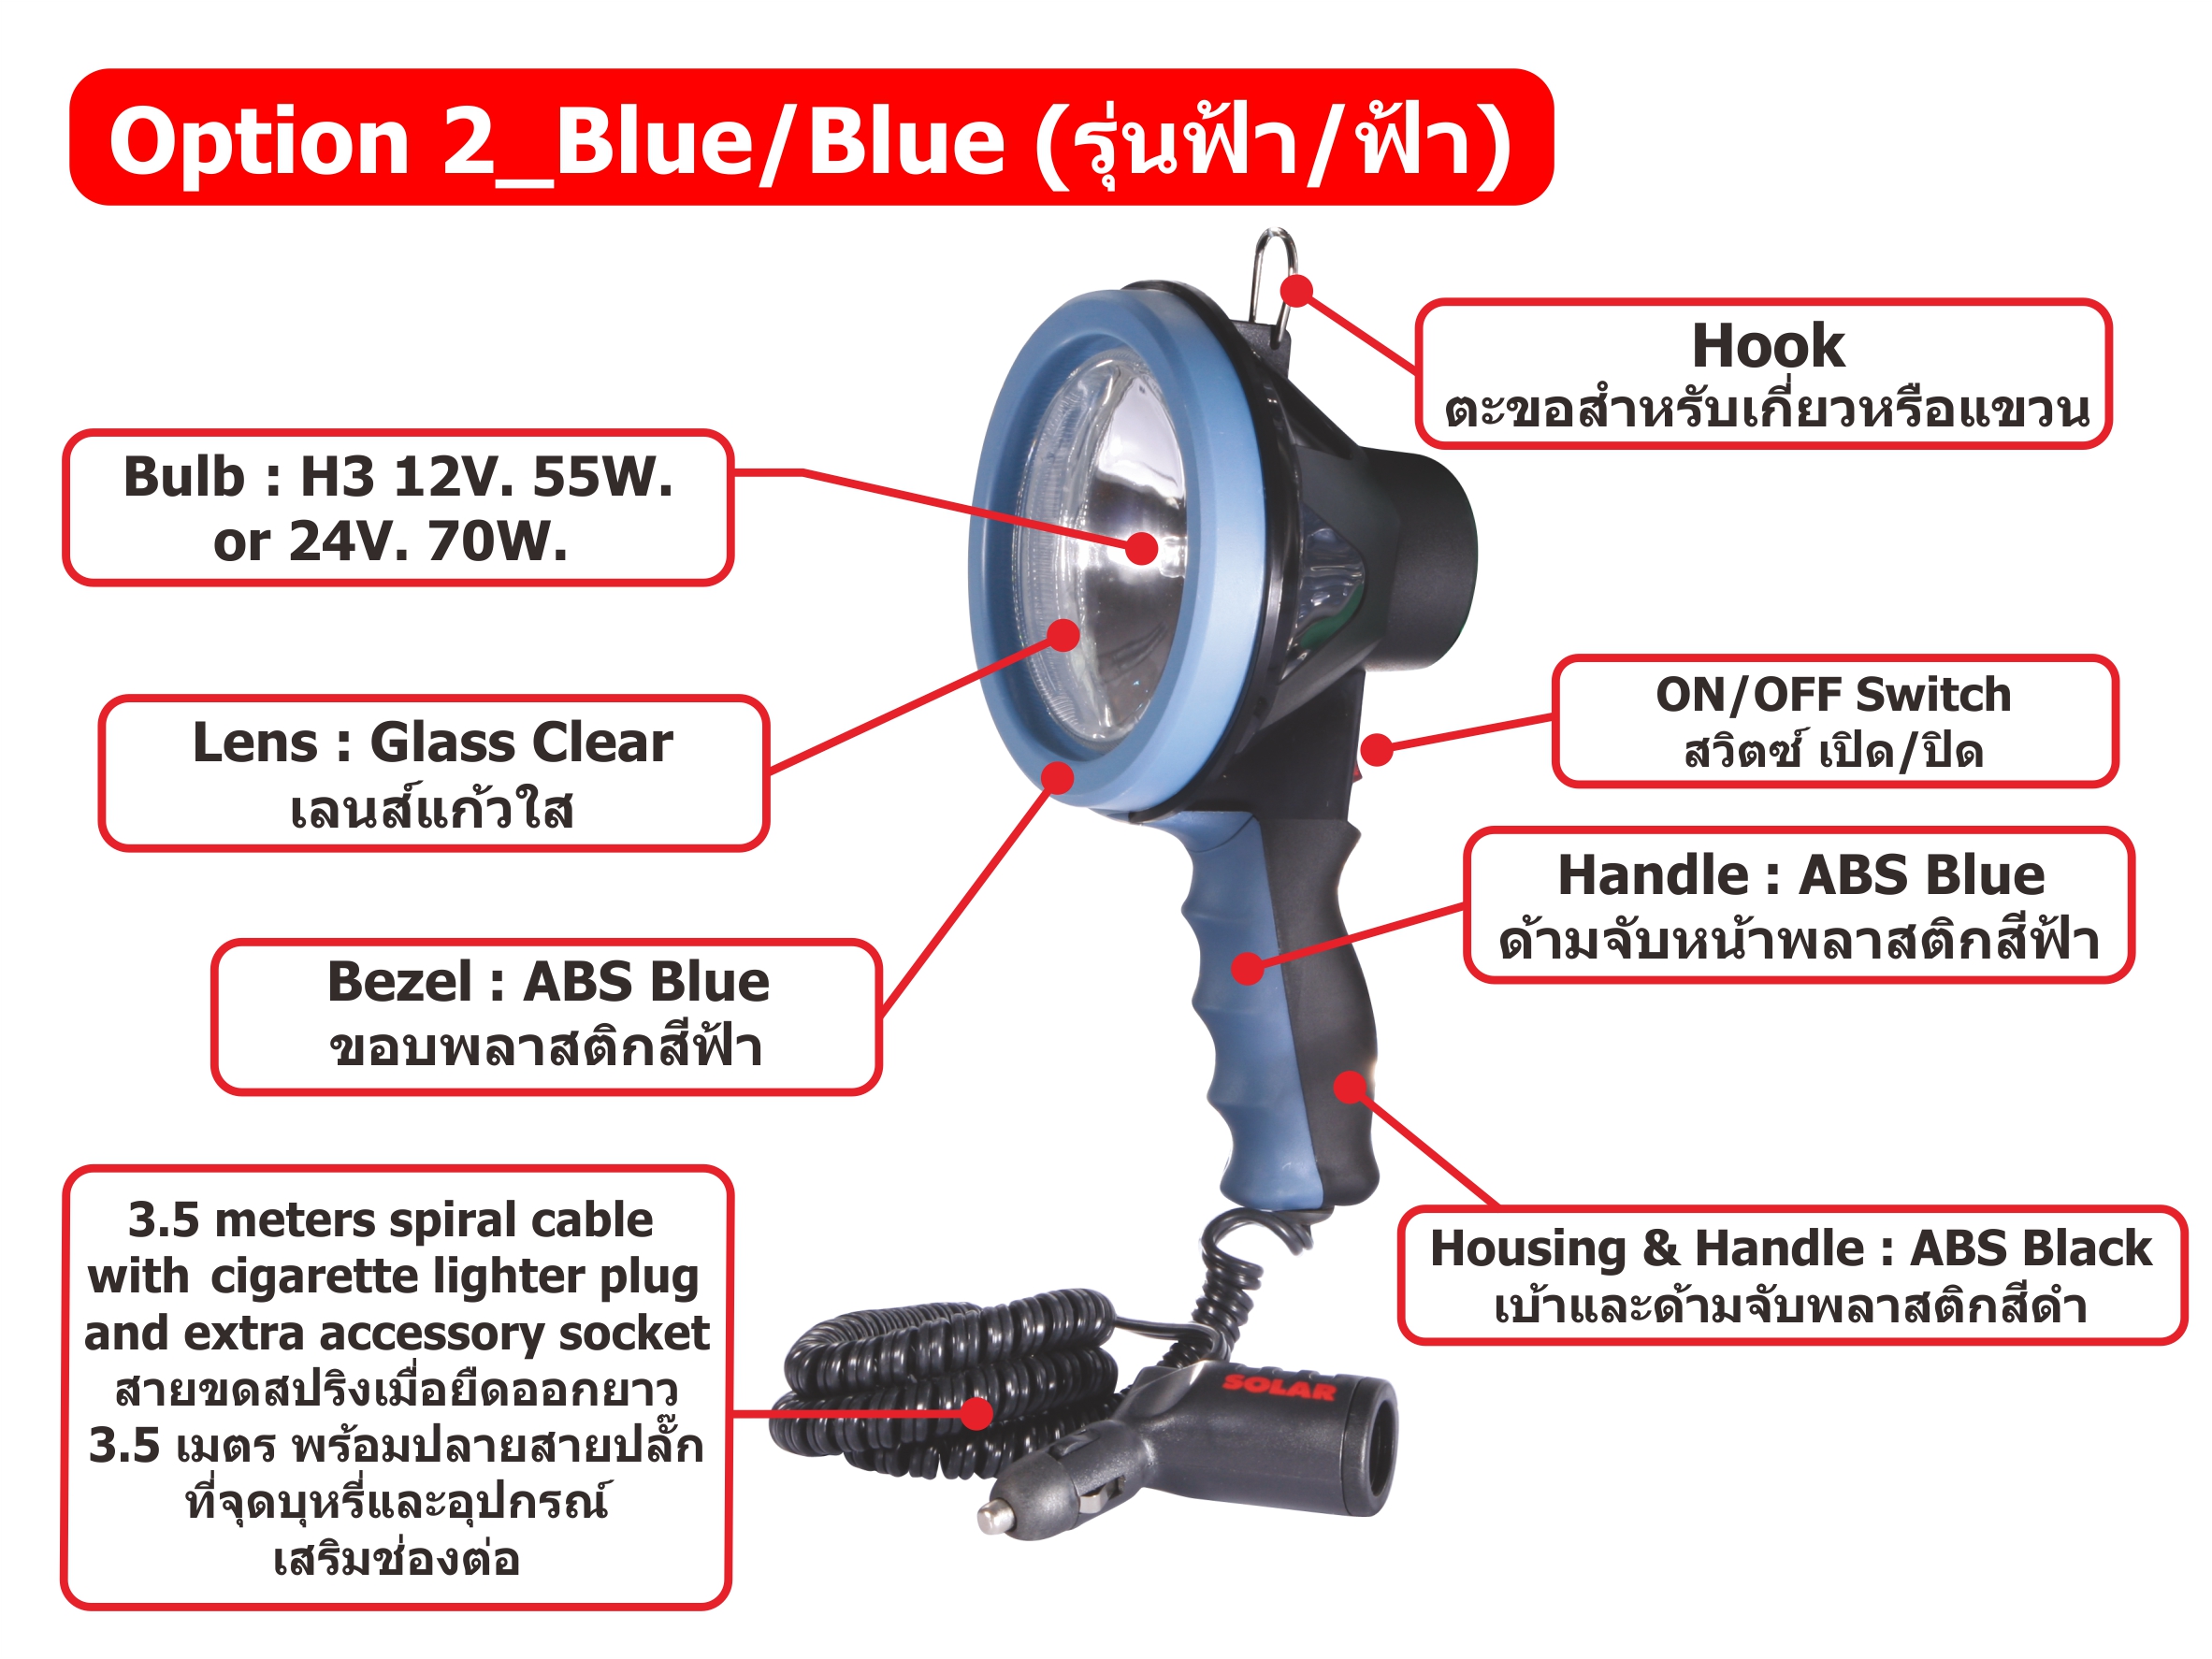 Option 2_Blue/Blue (รุ่นฟ้า/ฟ้า)
Hook
ตะขอสำหรับเกี่ยวหรือแขวน
Bulb : H3 12V. 55W.
or 24V. 70W.
ON/OFF Switch
สวิตซ์ เปิด/ปิด
Lens : Glass Clear
เลนส์แก้วใส
Handle : ABS Blue
ด้ามจับหน้าพลาสติกสีฟ้า
Bezel : ABS Blue
ขอบพลาสติกสีฟ้า
Housing & Handle : ABS Black
เบ้าและด้ามจับพลาสติกสีดำ
3.5 meters spiral cable
with cigarette lighter plug
and extra accessory socket
สายขดสปริงเมื่อยืดออกยาว
3.5 เมตร พร้อมปลายสายปลั๊ก
ที่จุดบุหรี่และอุปกรณ์
เสริมช่องต่อ
SOLAR